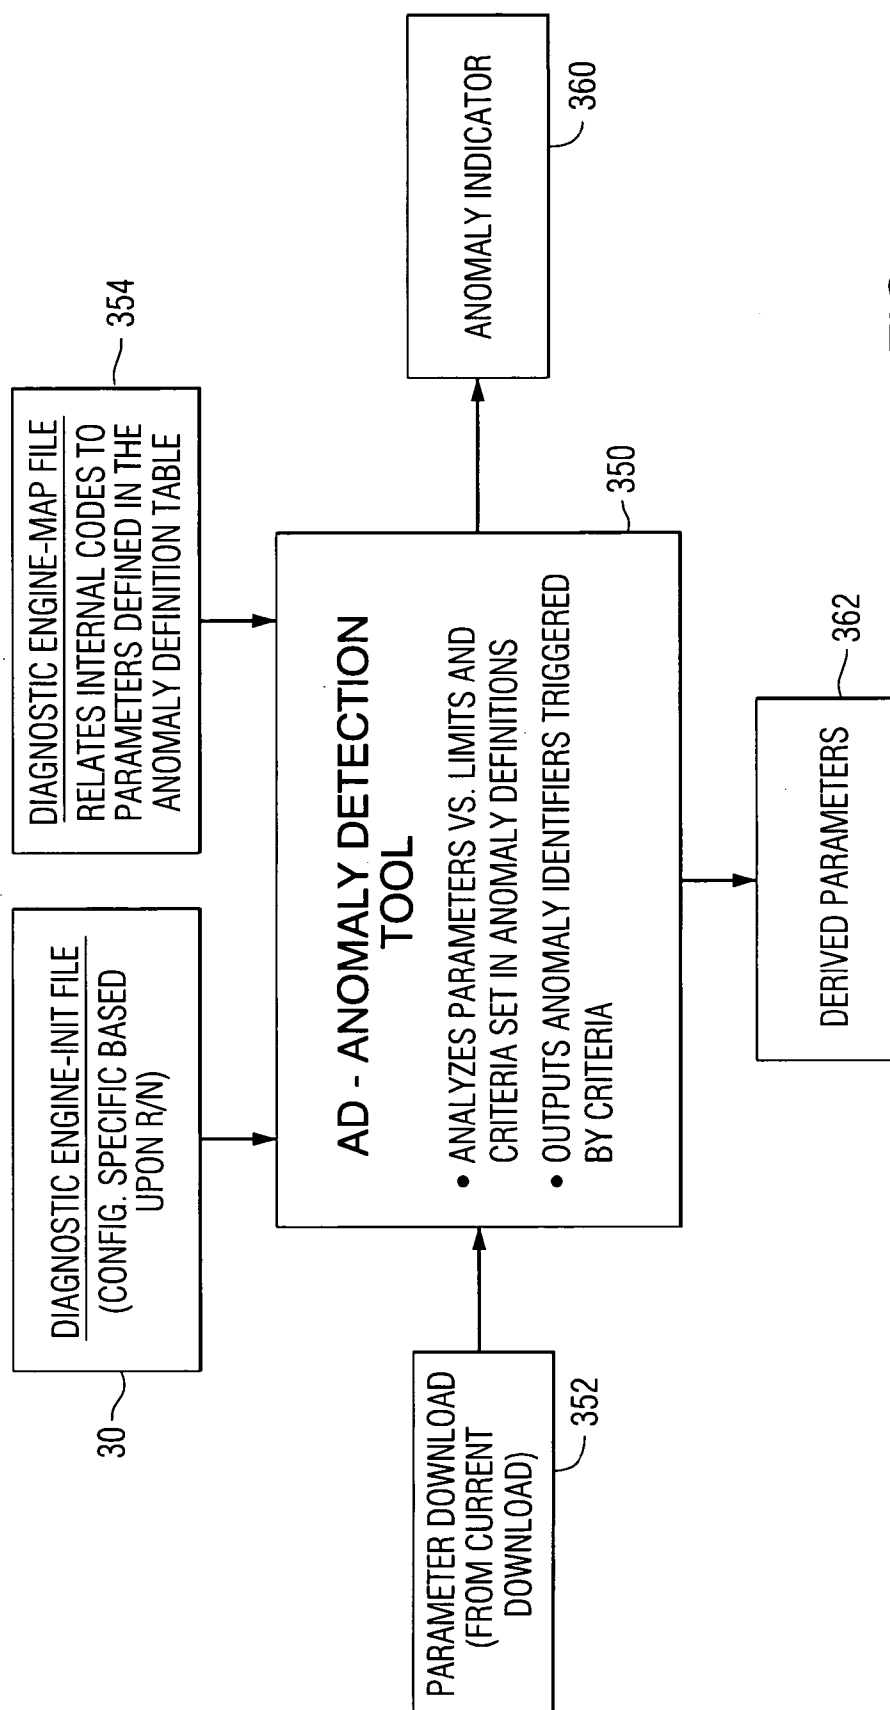 DIAGNOSTIC ENGINE-INIT FILE
(CONFIG. SPECIFIC BASED
UPON R/N)
30
DIAGNOSTIC ENGINE-MAP FILE
RELATES INTERNAL CODES TO
PARAMETERS DEFINED IN THE
ANOMALY DEFINITION TABLE
354
PARAMETER DOWNLOAD
(FROM CURRENT
DOWNLOAD)
352
AD - ANOMALY DETECTION
TOOL
• ANALYZES PARAMETERS VS. LIMITS AND
CRITERIA SET IN ANOMALY DEFINITIONS
• OUTPUTS ANOMALY IDENTIFIERS TRIGGERED
BY CRITERIA
350
ANOMALY INDICATOR
360
DERIVED PARAMETERS
362